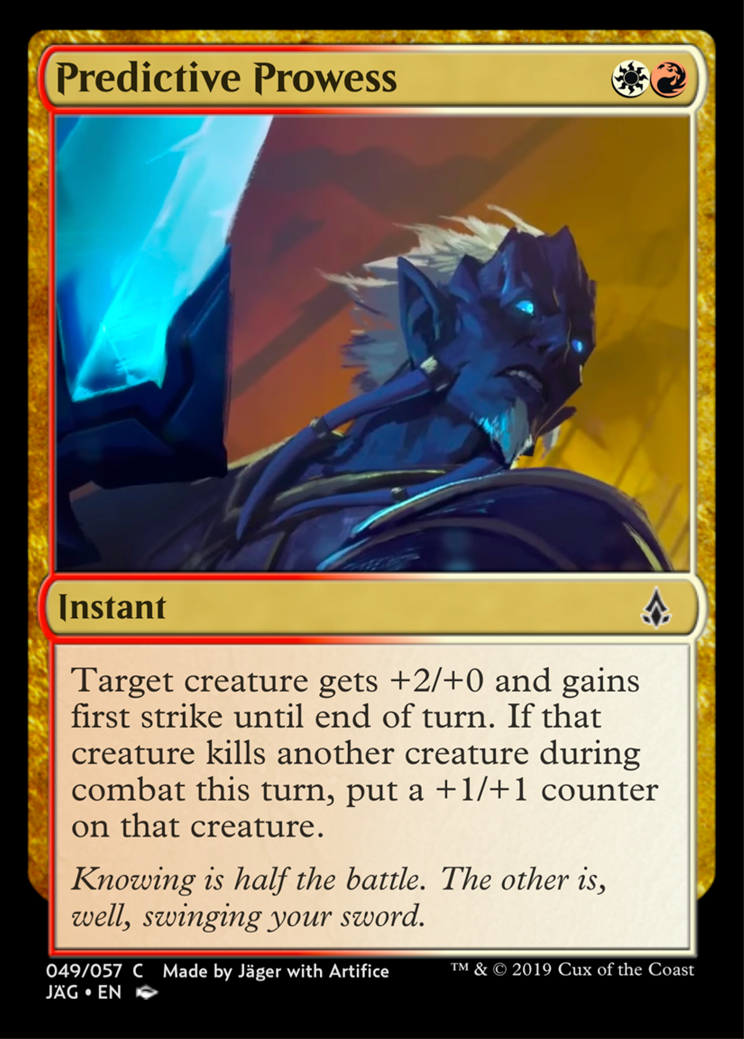 Predictive Prowess
Instant
Target creature gets +2/+0 and gains
first strike until end of turn. If that
creature kills another creature during
combat this turn, put a +1/+1 counter
on that creature.
Knowing is half the battle. The other is,
well, swinging your sword.
049/057 C Made by Jäger with Artifice
™ & © 2019 Cux of the Coast
JÄG • EN